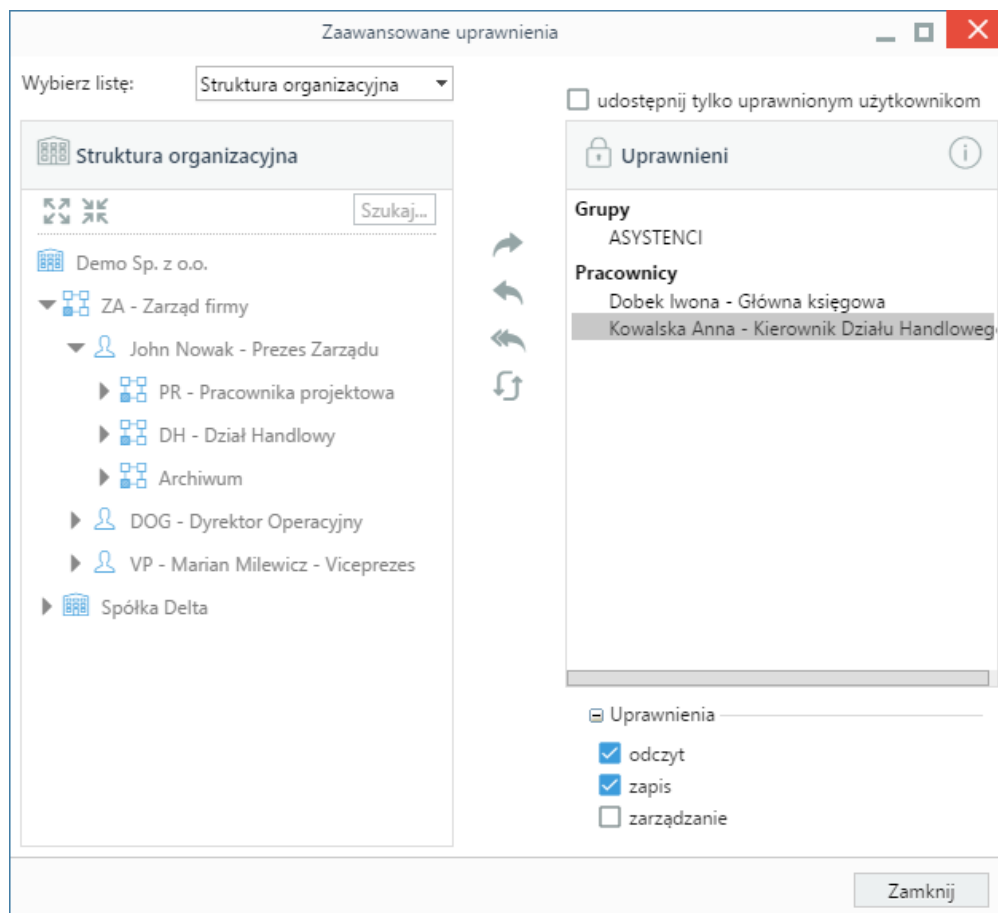 Zaawansowane uprawnienia
Wybierz listę:
Struktura organizacyjna
udostępnij tylko uprawnionym użytkownikom
Struktura organizacyjna
Szukaj...
Demo Sp. z o.o.
ZA - Zarząd firmy
John Nowak - Prezes Zarządu
PR - Pracownika projektowa
DH - Dział Handlowy
Archiwum
DOG - Dyrektor Operacyjny
VP - Marian Milewicz - Viceprezes
Spółka Delta
Uprawnieni
Grupy
ASYSTENCI
Pracownicy
Dobek Iwona - Główna księgowa
Kowalska Anna - Kierownik Działu Handloweg
Uprawnienia
odczyt
zapis
zarządzanie
Zamknij